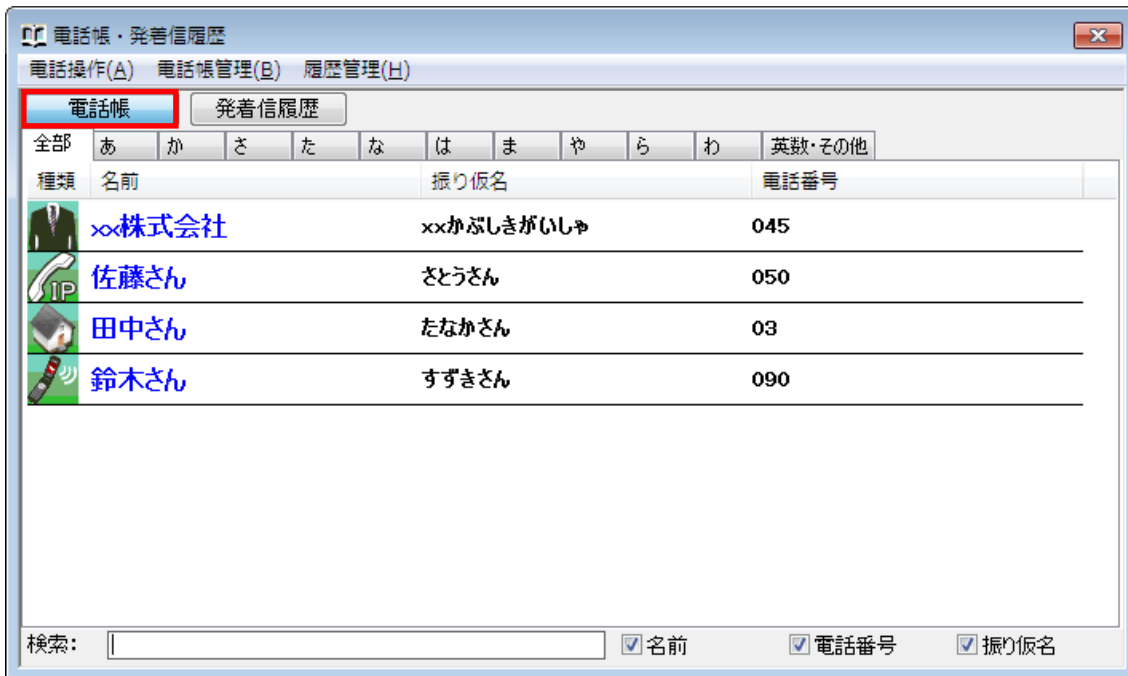 電話帳・発着信履歴
電話操作(A) 電話帳管理(B) 履歴管理(H)
電話帳 発着信履歴
全部 あ か さ た な は ま や ら わ 英数・その他
種類 名前 振り仮名 電話番号
xx株式会社 xxかぶしきがいしゃ 045
IP 佐藤さん さとうさん 050
田中さん たなかさん 03
鈴木さん すずきさん 090
検索: 名前 電話番号 振り仮名